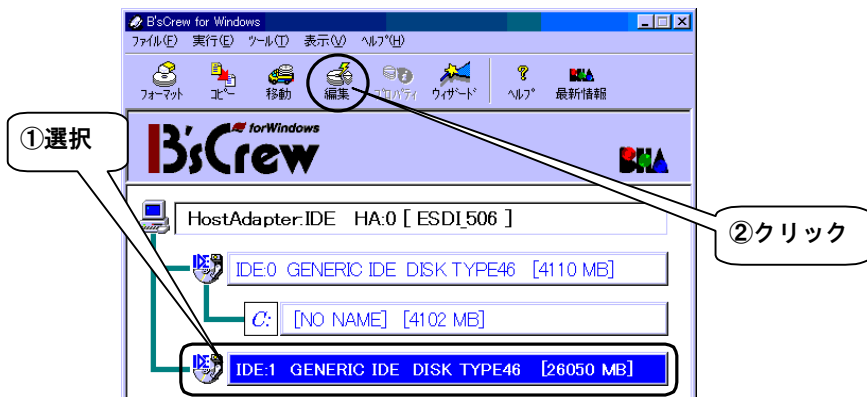 B'sCrew for Windows
ファイル(F) 実行(E) ツール(T) 表示(V) ヘルプ(H)
フォーマット コピー 移動 編集 プロパティ ウィザード ヘルプ 最新情報
①選択
B'sCrew forWindows
BHA
②クリック
HostAdapter:IDE HA:0 [ ESDI_506 ]
IDE:0 GENERIC IDE DISK TYPE46 [4110 MB]
C: [NO NAME] [4102 MB]
IDE:1 GENERIC IDE DISK TYPE46 [26050 MB]